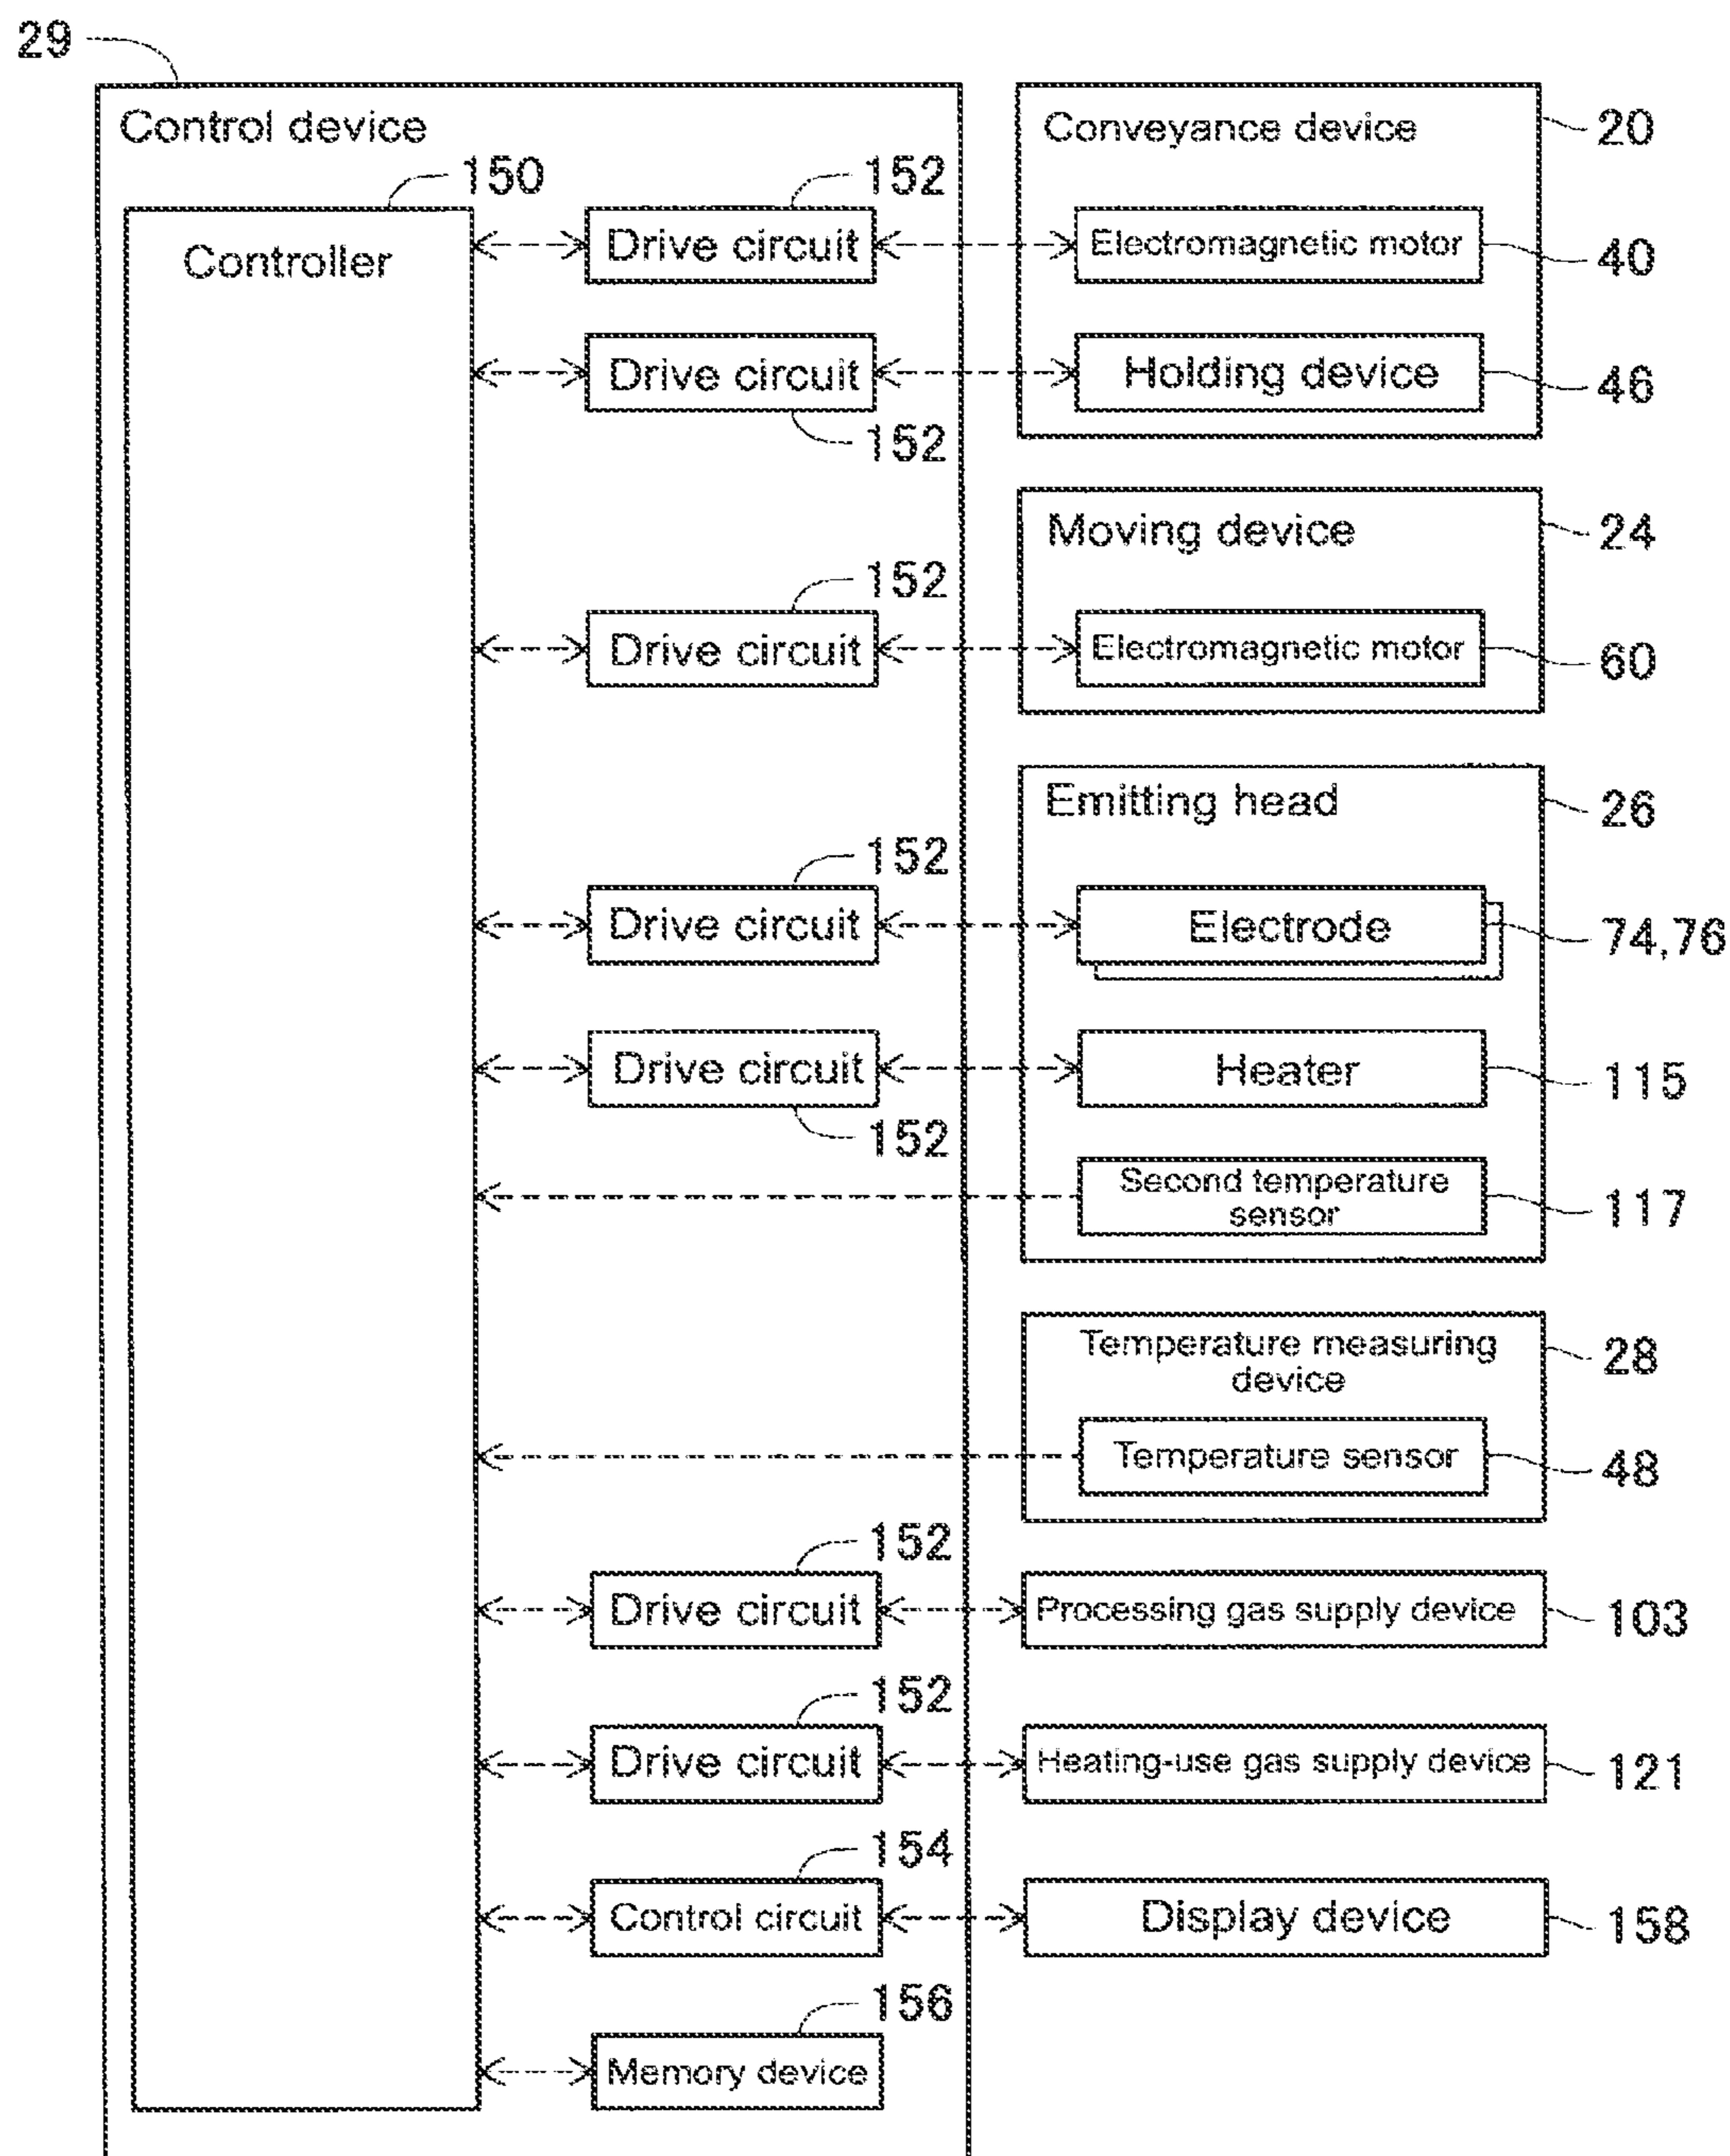 29
Control device
Conveyance device
20
150
152
Controller
Drive circuit
Electromagnetic motor
40
Drive circuit
Holding device
46
152
Moving device
24
152
Drive circuit
Electromagnetic motor
60
Emitting head
26
152
Drive circuit
Electrode
74,76
Drive circuit
Heater
115
152
Second temperature
sensor
117
Temperature measuring
device
28
Temperature sensor
48
152
Drive circuit
Processing gas supply device
103
152
Drive circuit
Heating-use gas supply device
121
154
Control circuit
Display device
158
156
Memory device